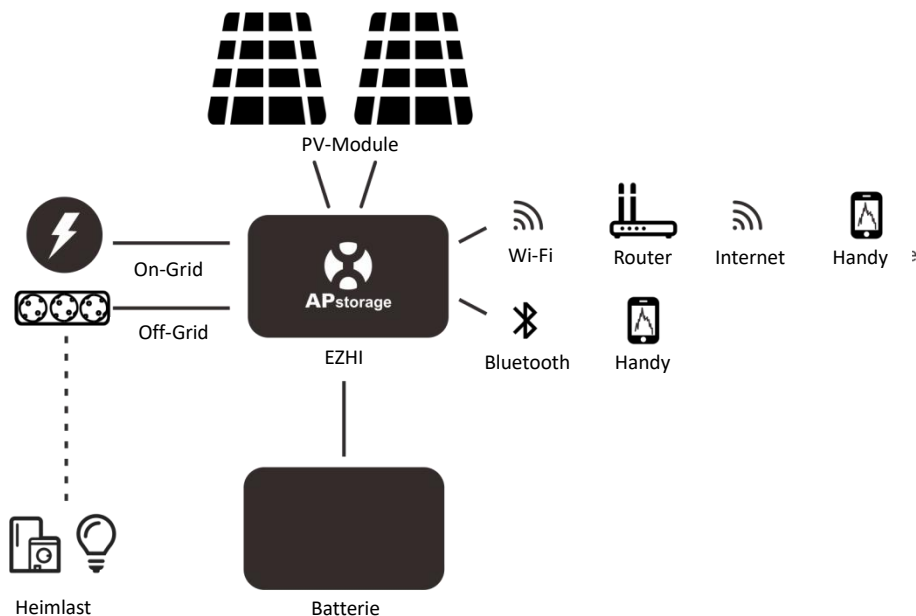 PV-Module
On-Grid
Off-Grid
APstorage
EZHI
Wi-Fi
Router
Internet
Handy
Bluetooth
Handy
Heimlast
Batterie